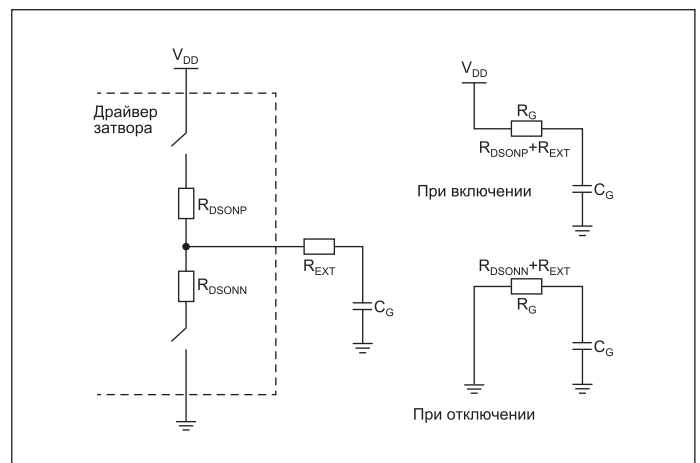 V_DD
Драйвер
затвора
R_DSONP
R_DSONN
R_EXT
C_G
V_DD
R_G
R_DSONP+R_EXT
C_G
При включении
R_DSONN+R_EXT
R_G
C_G
При отключении